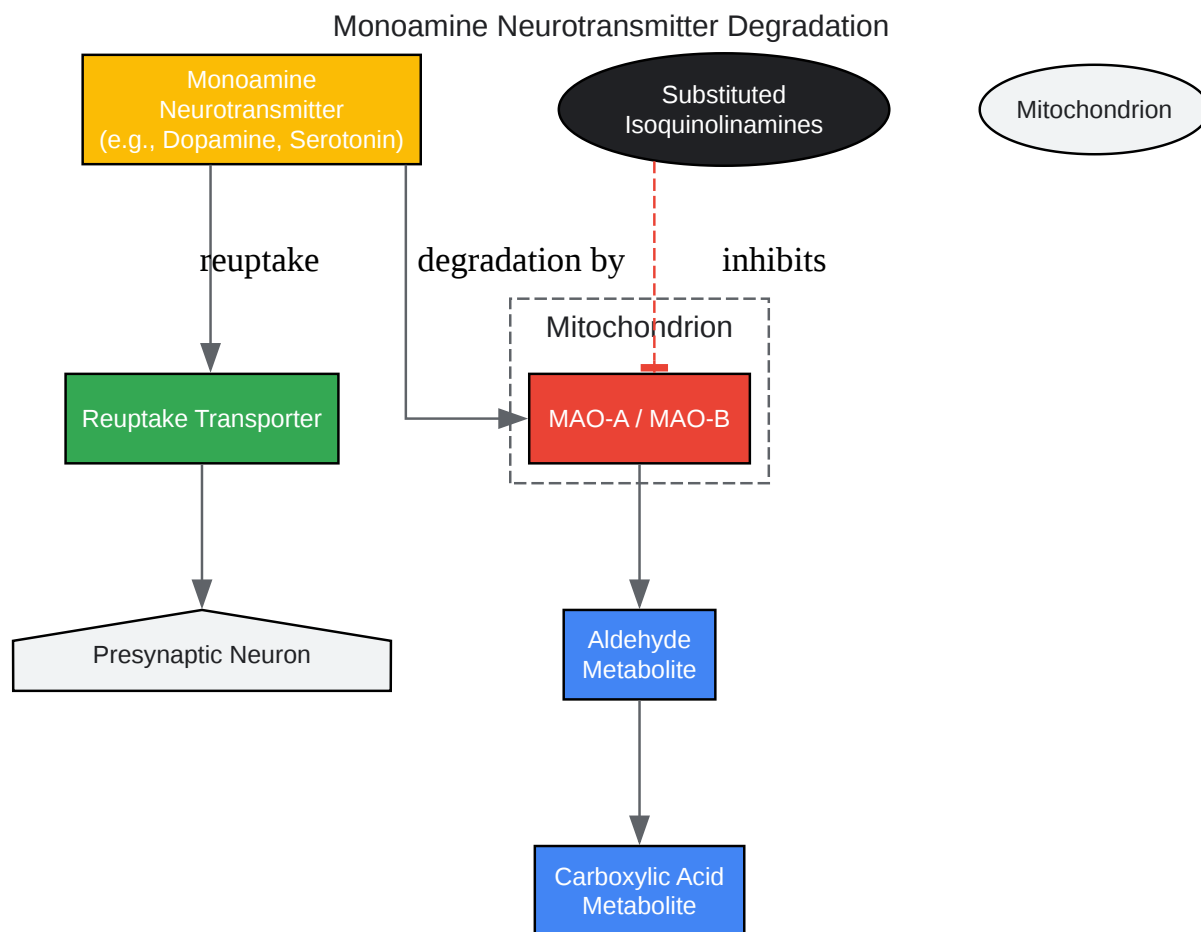 Monoamine Neurotransmitter Degradation
Monoamine
Neurotransmitter
(e.g., Dopamine, Serotonin)
Substituted
Isoquinolinamines
Mitochondrion
reuptake
degradation by
inhibits
Mitochondrion
Reuptake Transporter
MAO-A / MAO-B
Presynaptic Neuron
Aldehyde
Metabolite
Carboxylic Acid
Metabolite